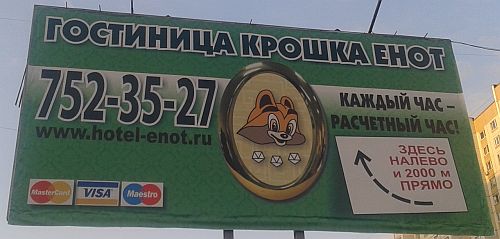 ГОСТИНИЦА КРОШКА ЕНОТ
752-35-27
www.hotel-enot.ru
КАЖДЫЙ ЧАС –
РАСЧЕТНЫЙ ЧАС!
ЗДЕСЬ
НАЛЕВО
и 2000 м
ПРЯМО
MasterCard
VISA
Maestro